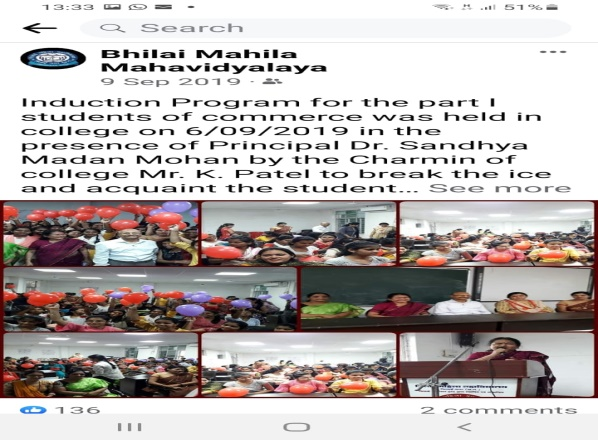 13:33
51%
Search
Bhilai Mahila
Mahavidyalaya
9 Sep 2019 ·
Induction Program for the part I
students of commerce was held in
college on 6/09/2019 in the
presence of Principal Dr. Sandhya
Madan Mohan by the Charmin of
college Mr. K. Patel to break the ice
and acquaint the student... See more
136
2 comments